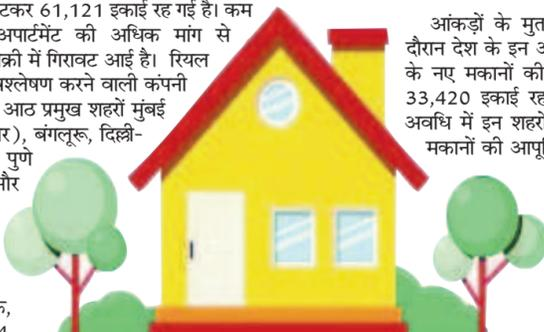 टकर 61,121 इकाई रह गई है। कम
अपार्टमेंट की अधिक मांग से
क्री में गिरावट आई है। रियल
श्लेषण करने वाली कंपनी
आठ प्रमुख शहरों मुंबई
र), बंगलूरू, दिल्ली-
पुणे
और
आंकड़ों के मुत
दौरान देश के इन अ
के नए मकानों की
33,420 इकाई रह
अवधि में इन शहरों
मकानों की आपू